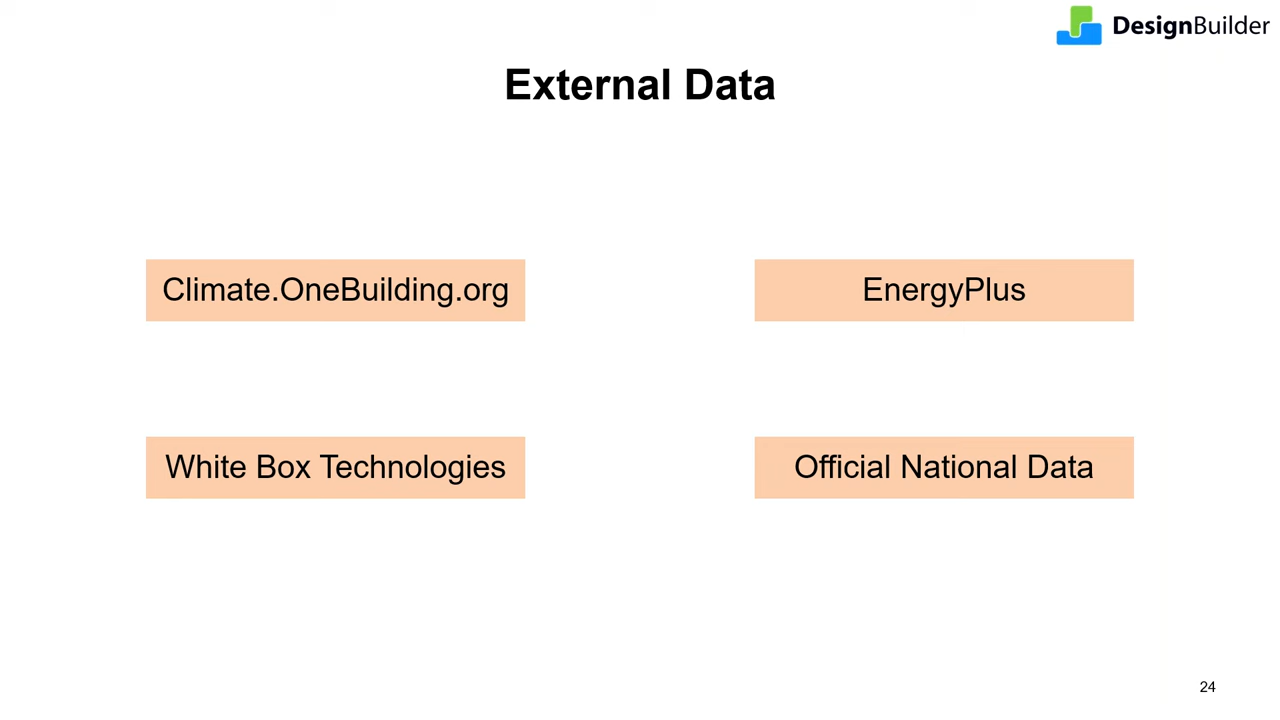 DesignBuilder
External Data
Climate.OneBuilding.org
EnergyPlus
White Box Technologies
Official National Data
24